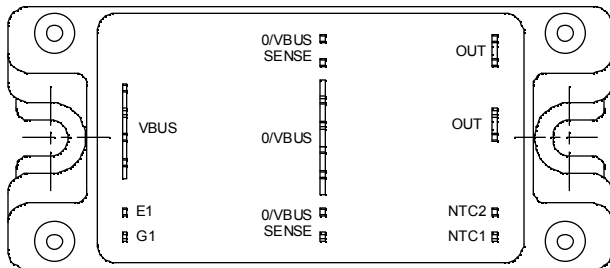 0/VBUS
SENSE
OUT
VBUS
0/VBUS
OUT
E1
0/VBUS
SENSE
NTC2
G1
NTC1